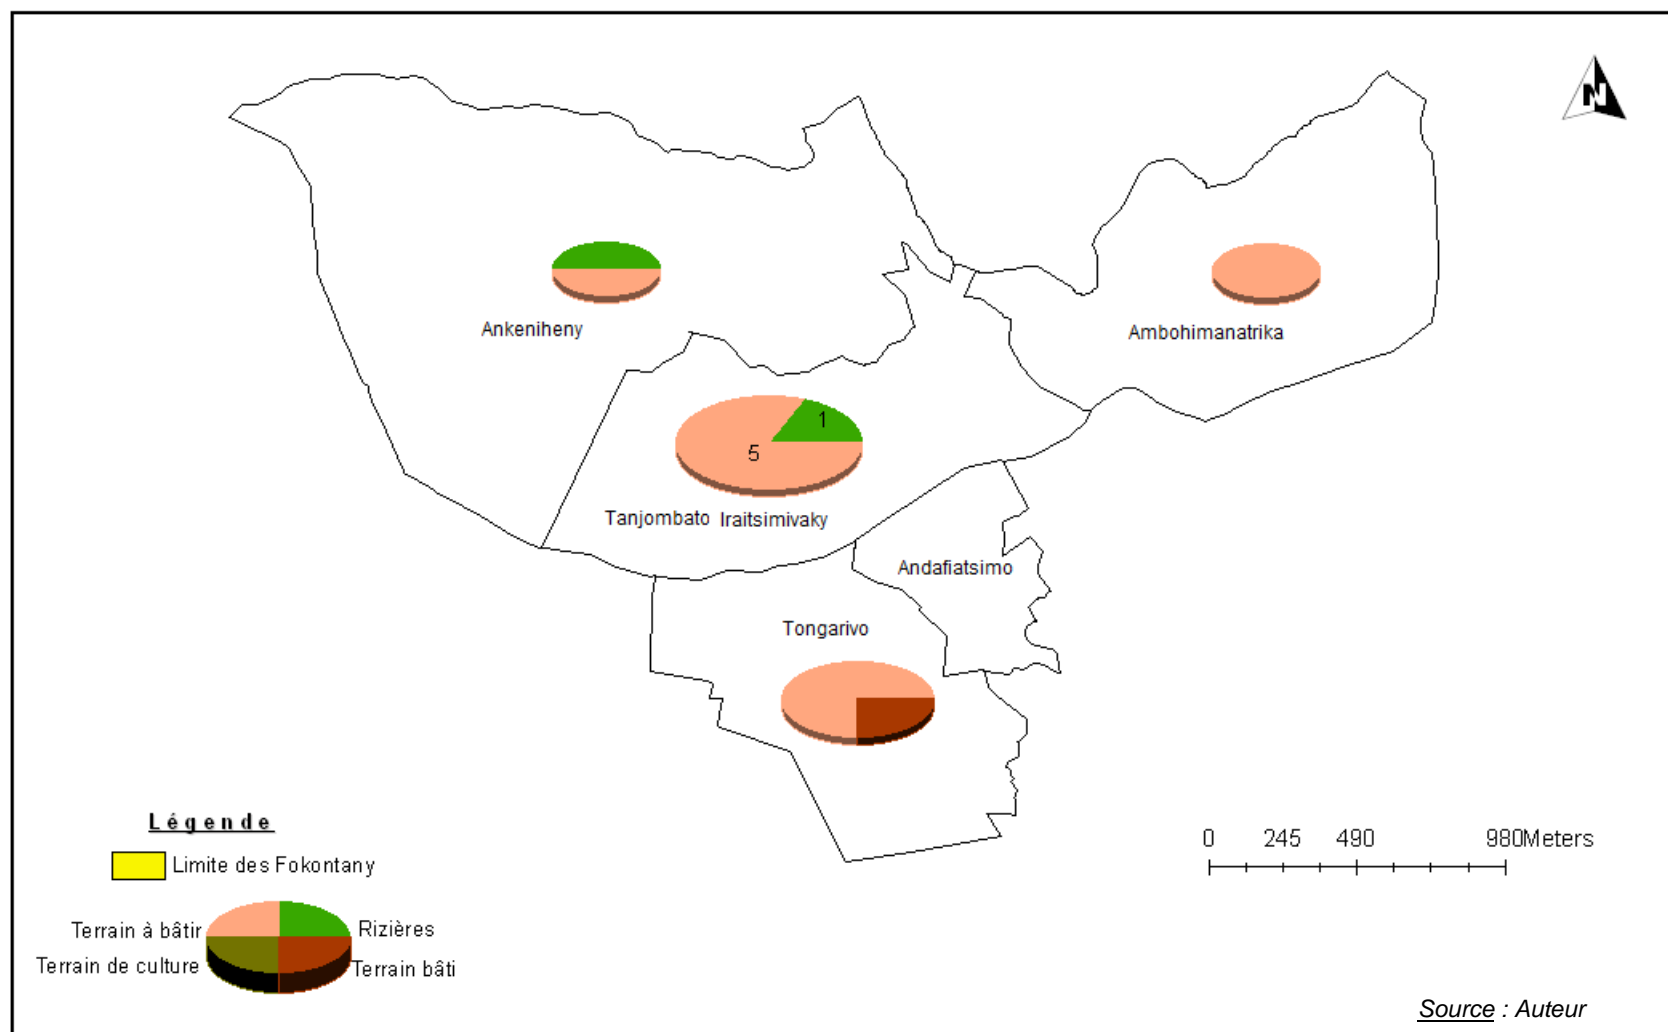 N
Ankeniheny
Ambohimanatrika
1
5
Tanjombato Iraitsimivaky
Andafiatsimo
Tongarivo
Légende
Limite des Fokontany
Terrain à bâtir
Rizières
Terrain de culture
Terrain bâti
0 245 490 980Meters
Source : Auteur